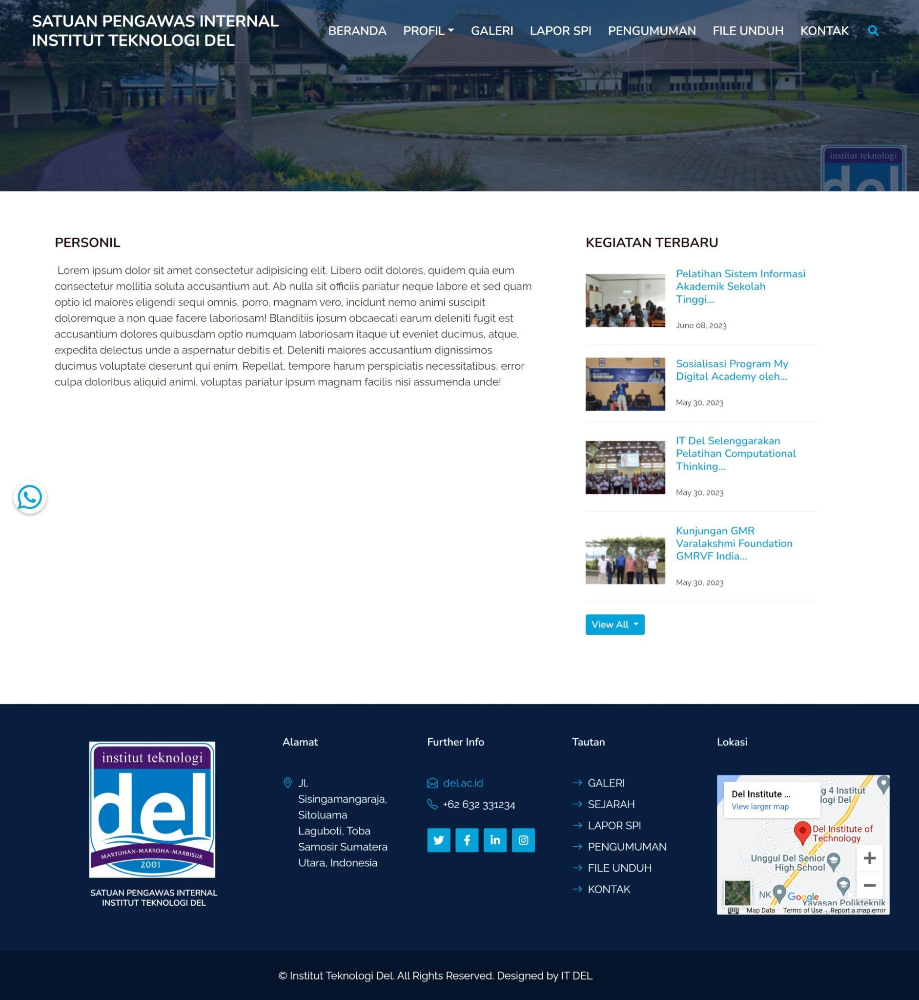 SATUAN PENGAWAS INTERNAL
INSTITUT TEKNOLOGI DEL
BERANDA PROFIL GALERI LAPOR SPI PENGUMUMAN FILE UNDUH KONTAK
institut teknologi
del
PERSONIL
Lorem ipsum dolor sit amet consectetur adipisicing elit. Libero odit dolores, quidem quia eum
consectetur mollitia soluta accusantium aut. Ab nulla sit officiis pariatur neque labore et sed quam
optio id maiores eligendi sequi omnis, porro, magnam vero, incidunt nemo animi suscipit
doloremque a non quae facere laboriosam! Blanditiis ipsum obcaecati earum deleniti fugit est
accusantium dolores quibusdam optio numquam laboriosam itaque ut eveniet ducimus, atque,
expedita delectus unde a aspernatur debitis et. Deleniti maiores accusantium dignissimos
ducimus voluptate deserunt qui enim. Repellat, tempore harum perspiciatis necessitatibus, error
culpa doloribus aliquid animi, voluptas pariatur ipsum magnam facilis nisi assumenda unde!
KEGIATAN TERBARU
Pelatihan Sistem Informasi
Akademik Sekolah
Tinggi...
June 08, 2023
Sosialisasi Program My
Digital Academy oleh...
May 30, 2023
IT Del Selenggarakan
Pelatihan Computational
Thinking...
May 30, 2023
Kunjungan GMR
Varalakshmi Foundation
GMRVF India...
May 30, 2023
View All
institut teknologi
del
MARTUHAN-MARROHA-MARBISUK
2001
SATUAN PENGAWAS INTERNAL
INSTITUT TEKNOLOGI DEL
Alamat
Jl.
Sisingamangaraja,
Sitoluama
Laguboti, Toba
Samosir Sumatera
Utara, Indonesia
Further Info
del.ac.id
+62 632 331234
Tautan
GALERI
SEJARAH
LAPOR SPI
PENGUMUMAN
FILE UNDUH
KONTAK
Lokasi
Del Institute ...
View larger map
g 4 Institut
logi Del
Del Institute of
Technology
Unggul Del Senior
High School
NK
Google
Yayasan Polikteknik
Map Data Terms of Use Report a map error
© Institut Teknologi Del. All Rights Reserved. Designed by IT DEL